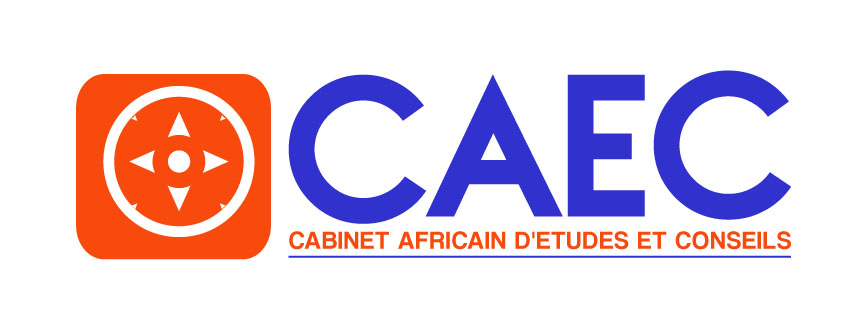 CAEC
CABINET AFRICAIN D'ETUDES ET CONSEILS